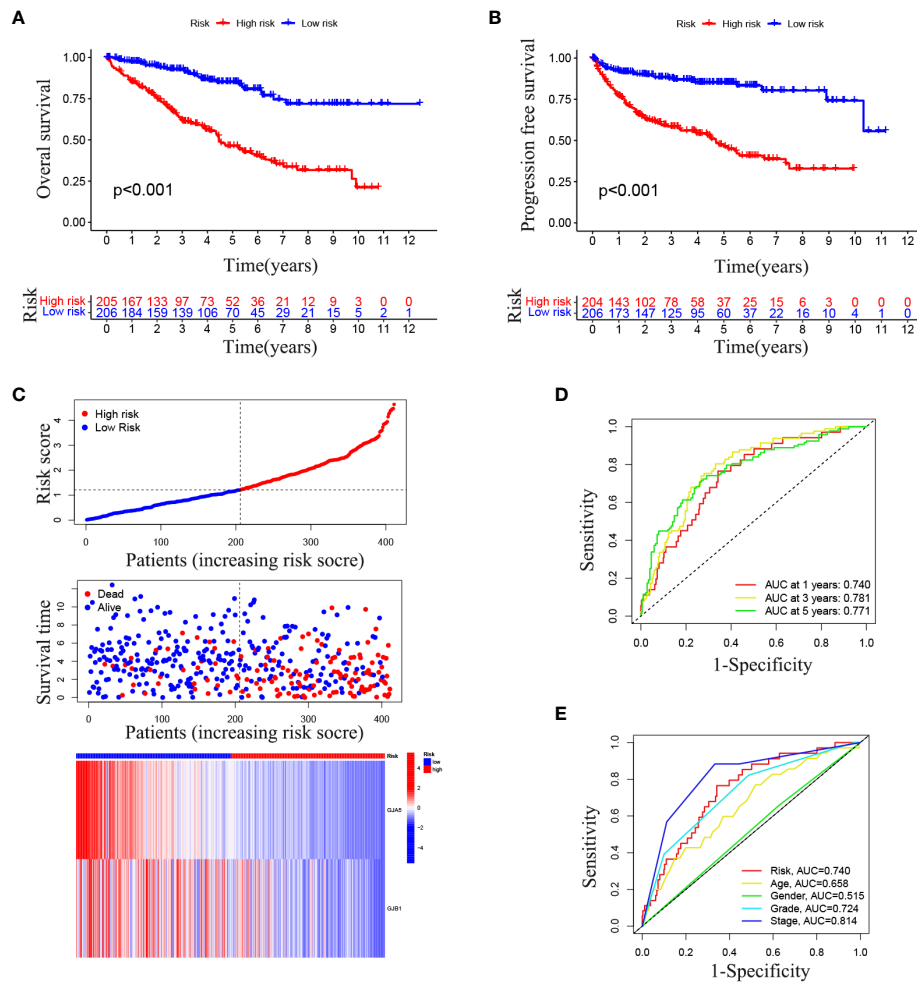 A
Risk High risk Low risk
Overal survival
1.00
0.75
0.50
0.25
0.00
p<0.001
0 1 2 3 4 5 6 7 8 9 10 11 12
Time(years)
Risk
High risk 205 167 133 97 73 52 36 21 12 9 3 0 0
Low risk 206 184 159 139 106 70 45 29 21 15 5 2 1
0 1 2 3 4 5 6 7 8 9 10 11 12
Time(years)
B
Risk High risk Low risk
Progression free survival
1.00
0.75
0.50
0.25
0.00
p<0.001
0 1 2 3 4 5 6 7 8 9 10 11 12
Time(years)
Risk
High risk 204 143 102 78 58 37 25 15 6 3 0 0 0
Low risk 206 173 147 125 95 60 37 22 16 10 4 1 0
0 1 2 3 4 5 6 7 8 9 10 11 12
Time(years)
C
High risk
Low Risk
Risk score
4
3
2
1
0
0 100 200 300 400
Patients (increasing risk socre)
Dead
Alive
Survival time
10
8
6
4
2
0
0 100 200 300 400
Patients (increasing risk socre)
Risk
Risk
low
high
4
2
0
-2
-4
GJA5
GJB1
D
Sensitivity
1.0
0.8
0.6
0.4
0.2
0.0
AUC at 1 years: 0.740
AUC at 3 years: 0.781
AUC at 5 years: 0.771
0.0 0.2 0.4 0.6 0.8 1.0
1-Specificity
E
Sensitivity
1.0
0.8
0.6
0.4
0.2
0.0
Risk, AUC=0.740
Age, AUC=0.658
Gender, AUC=0.515
Grade, AUC=0.724
Stage, AUC=0.814
0.0 0.2 0.4 0.6 0.8 1.0
1-Specificity